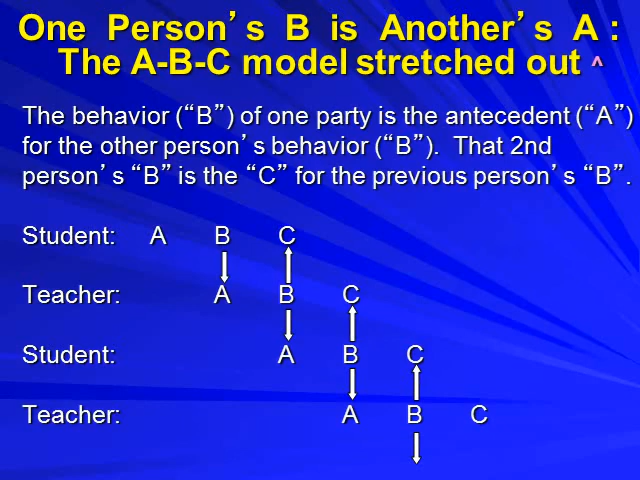 One Person’s B is Another’s A :
The A-B-C model stretched out ^
The behavior (“B”) of one party is the antecedent (“A”)
for the other person’s behavior (“B”). That 2nd
person’s “B” is the “C” for the previous person’s “B”.
Student: A B C
Teacher: A B C
Student: A B C
Teacher: A B C